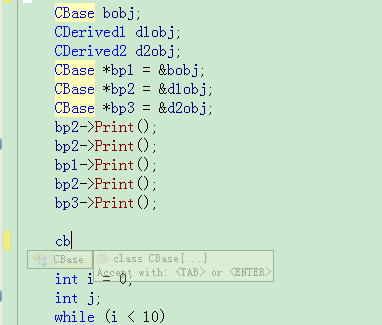 CBase bobj;
CDerived1 d1obj;
CDerived2 d2obj;
CBase *bp1 = &bobj;
CBase *bp2 = &d1obj;
CBase *bp3 = &d2obj;
bp2->Print();
bp2->Print();
bp1->Print();
bp2->Print();
bp3->Print();
cb
CBase
class CBase{...}
Accept with: <TAB> or <ENTER>
int i = 0;
int j;
while (i < 10)